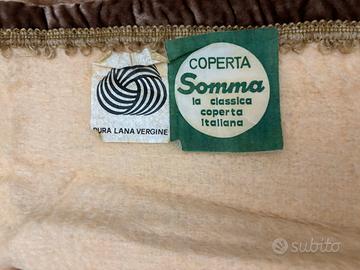 PURA LANA VERGINE
COPERTA
Somma
la classica
coperta
italiana
subito